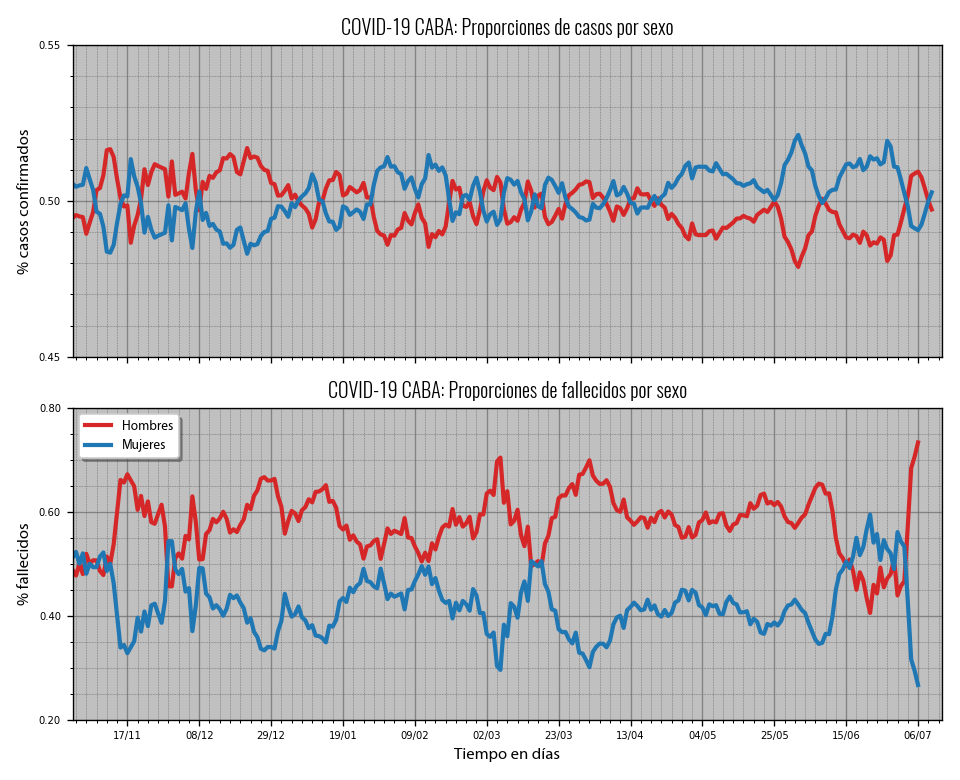 COVID-19 CABA: Proporciones de casos por sexo
% casos confirmados
0.55
0.50
0.45
COVID-19 CABA: Proporciones de fallecidos por sexo
% fallecidos
0.80
0.60
0.40
0.20
Hombres
Mujeres
17/11 08/12 29/12 19/01 09/02 02/03 23/03 13/04 04/05 25/05 15/06 06/07
Tiempo en días